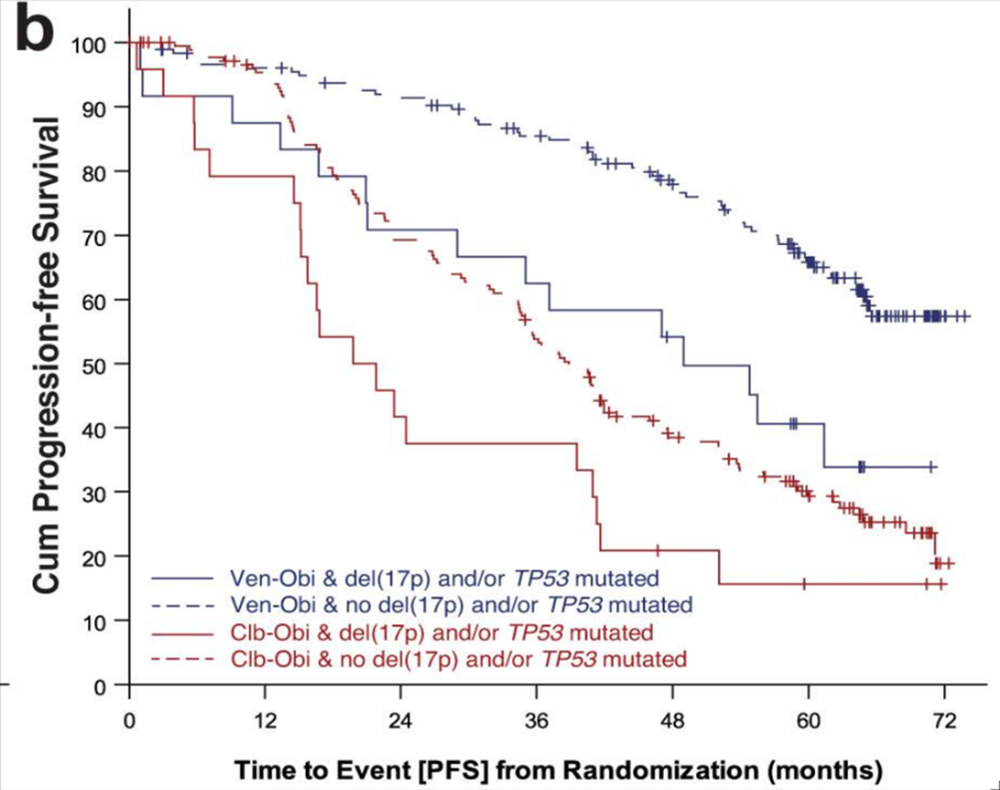 b
Cum Progression-free Survival
100
90
80
70
60
50
40
30
20
10
0
Ven-Obi & del(17p) and/or TP53 mutated
Ven-Obi & no del(17p) and/or TP53 mutated
Clb-Obi & del(17p) and/or TP53 mutated
Clb-Obi & no del(17p) and/or TP53 mutated
0 12 24 36 48 60 72
Time to Event [PFS] from Randomization (months)